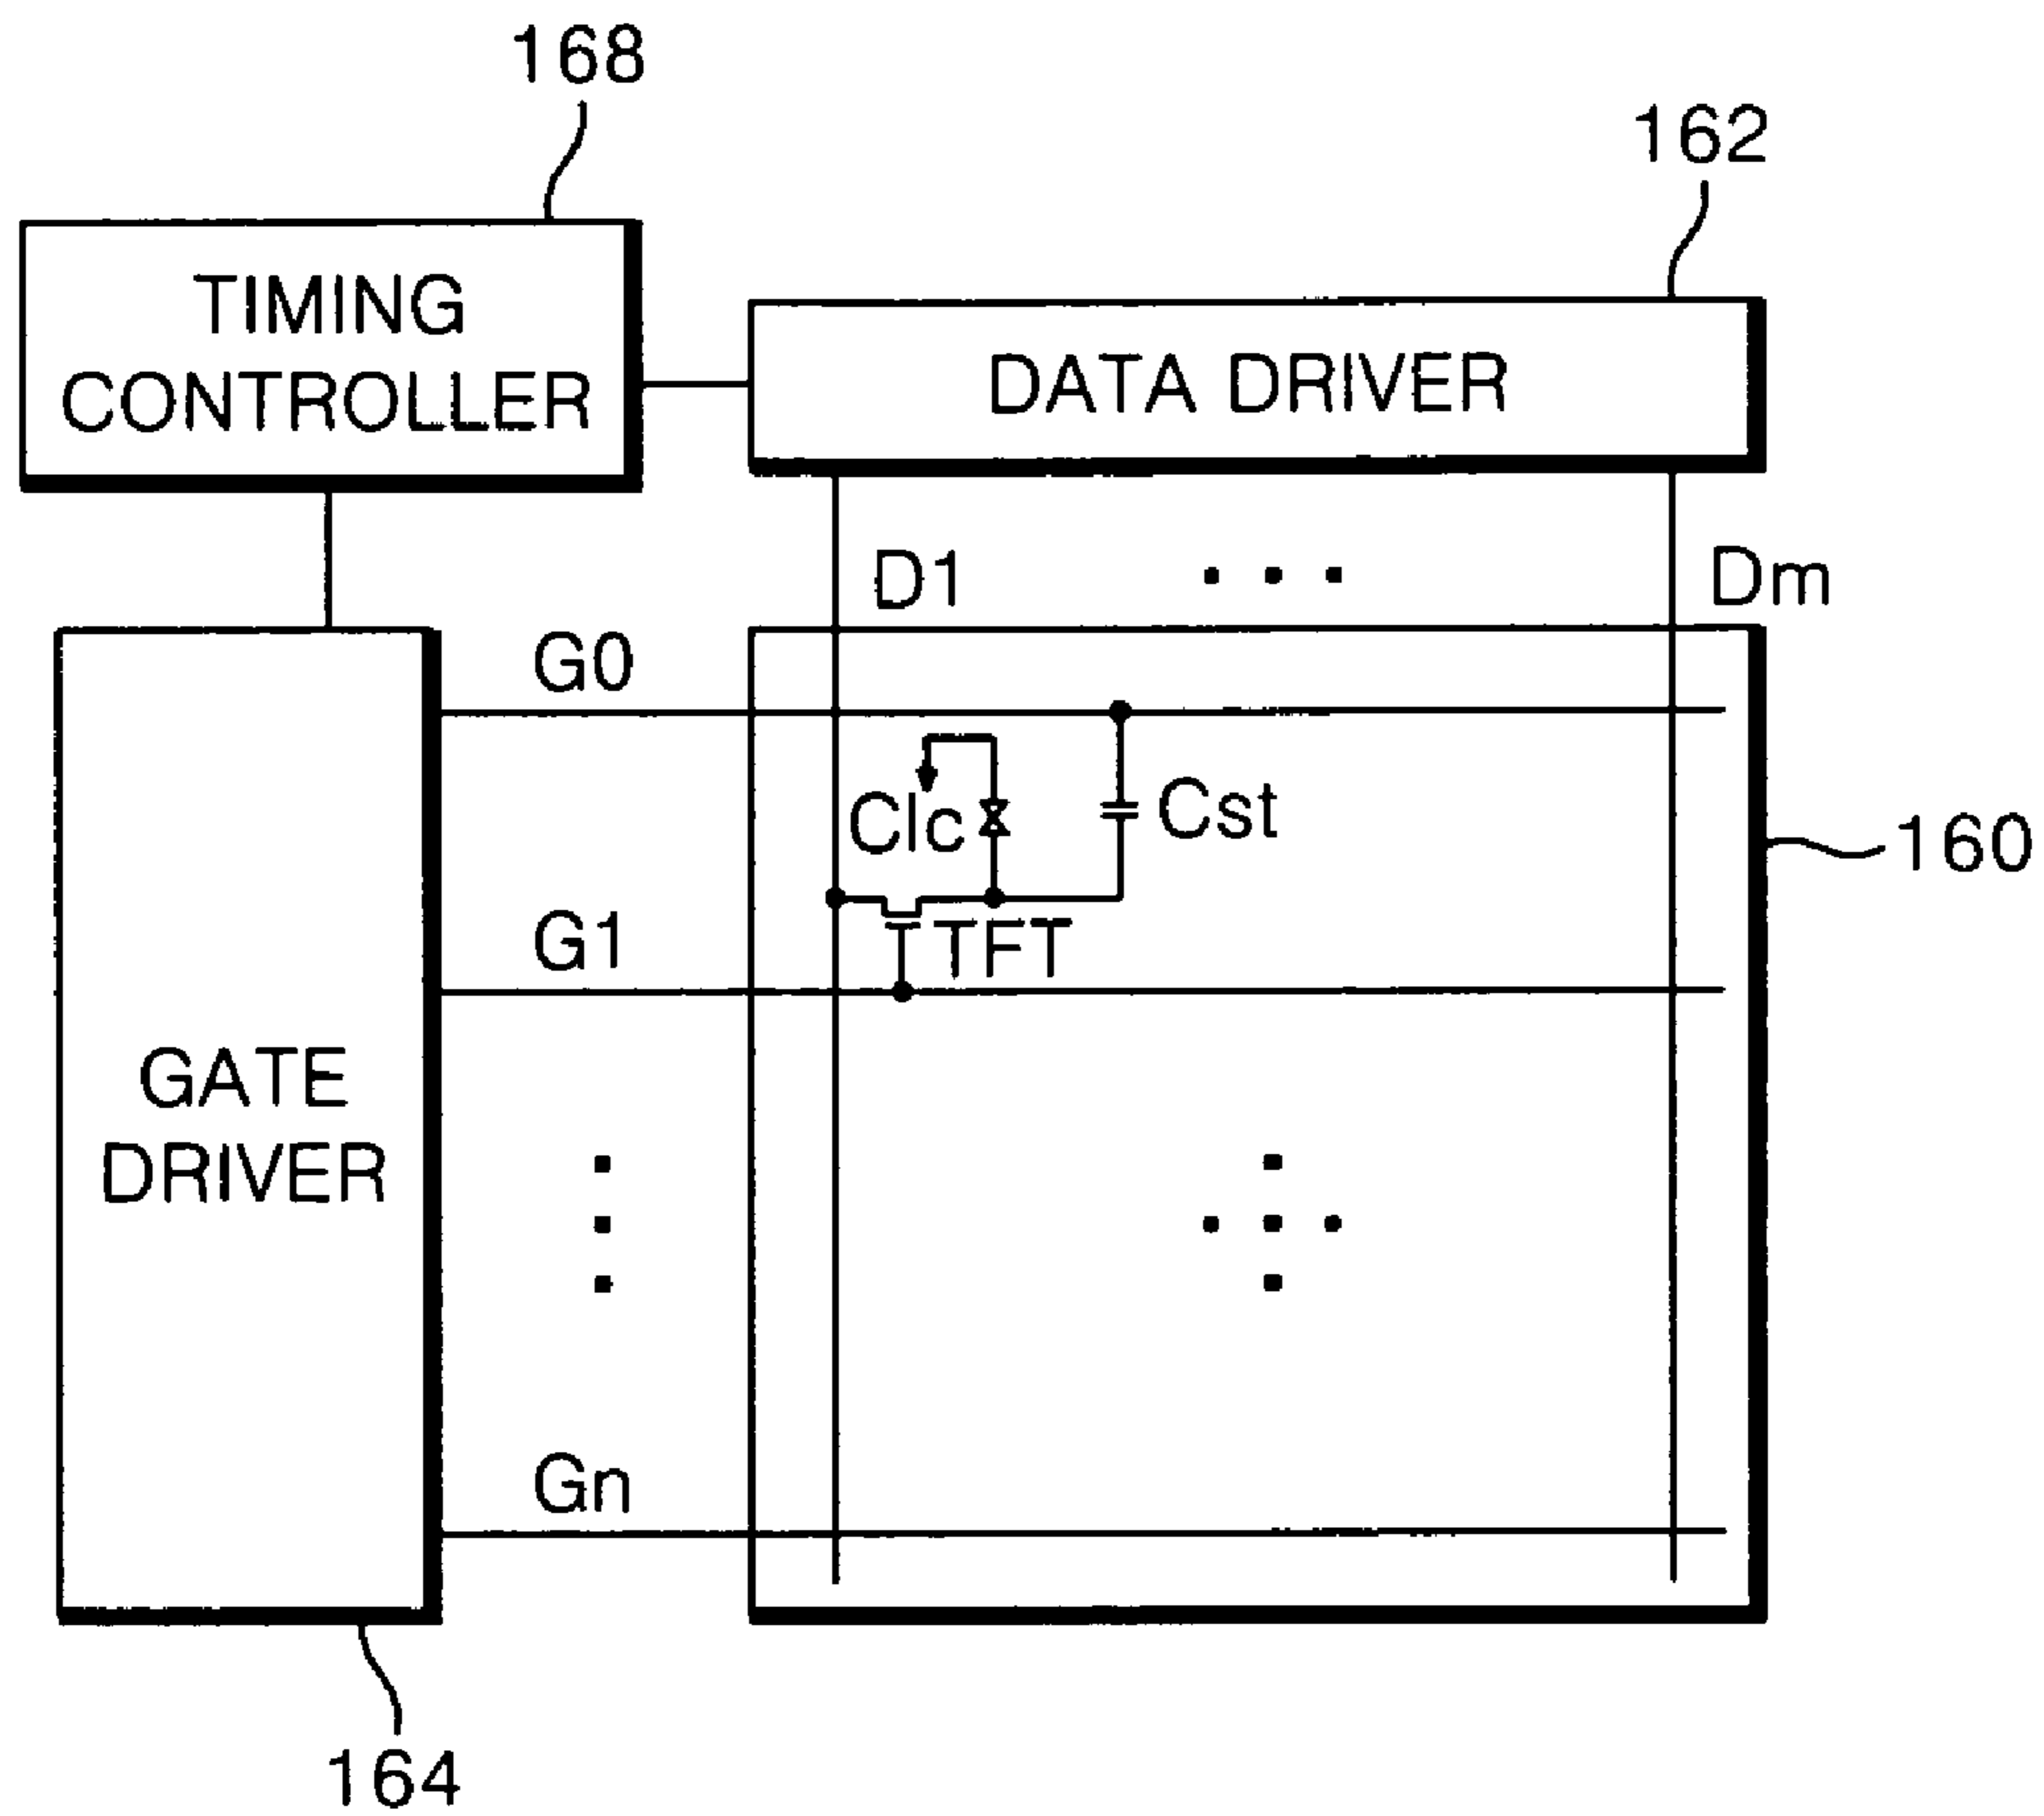 168
162
TIMING
CONTROLLER
DATA DRIVER
D1
Dm
G0
Clc
Cst
160
G1
TFT
GATE
DRIVER
Gn
164